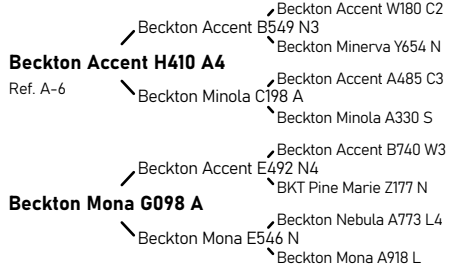 Beckton Accent W180 C2
Beckton Accent B549 N3
Beckton Minerva Y654 N
Beckton Accent H410 A4
Ref. A-6
Beckton Accent A485 C3
Beckton Minola C198 A
Beckton Minola A330 S
Beckton Accent B740 W3
Beckton Accent E492 N4
BKT Pine Marie Z177 N
Beckton Mona G098 A
Beckton Nebula A773 L4
Beckton Mona E546 N
Beckton Mona A918 L